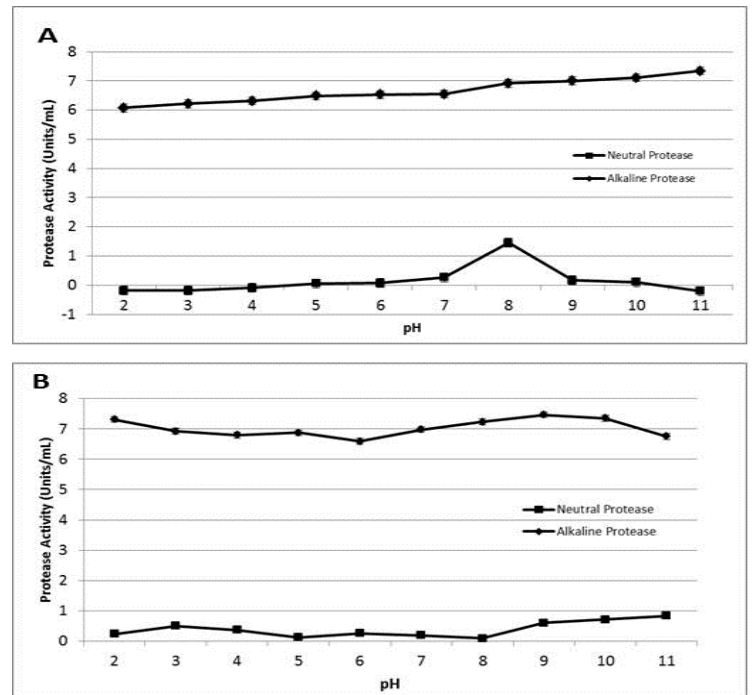 A
Protease Activity (Units/mL)
8
7
6
5
4
3
2
1
0
-1
Neutral Protease
Alkaline Protease
2 3 4 5 6 7 8 9 10 11
pH
B
Protease Activity (Units/mL)
8
7
6
5
4
3
2
1
0
Neutral Protease
Alkaline Protease
2 3 4 5 6 7 8 9 10 11
pH